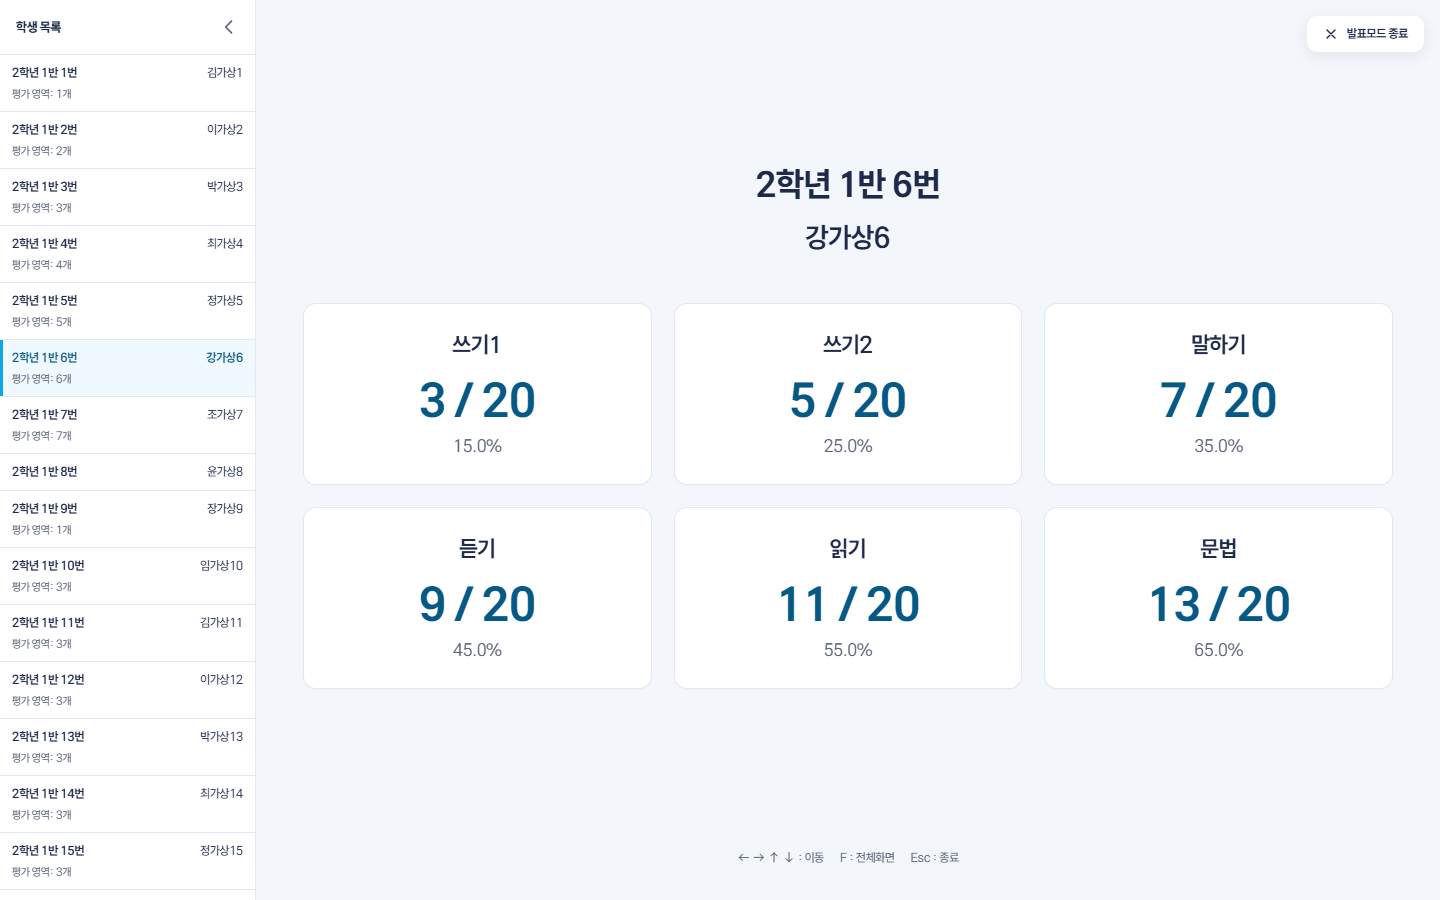 학생 목록
2학년 1반 1번 김가상1
평가 영역: 1개
2학년 1반 2번 이가상2
평가 영역: 2개
2학년 1반 3번 박가상3
평가 영역: 3개
2학년 1반 4번 최가상4
평가 영역: 4개
2학년 1반 5번 정가상5
평가 영역: 5개
2학년 1반 6번 강가상6
평가 영역: 6개
2학년 1반 7번 조가상7
평가 영역: 7개
2학년 1반 8번 윤가상8
2학년 1반 9번 장가상9
평가 영역: 1개
2학년 1반 10번 임가상10
평가 영역: 3개
2학년 1반 11번 김가상11
평가 영역: 3개
2학년 1반 12번 이가상12
평가 영역: 3개
2학년 1반 13번 박가상13
평가 영역: 3개
2학년 1반 14번 최가상14
평가 영역: 3개
2학년 1반 15번 정가상15
평가 영역: 3개
발표모드 종료
2학년 1반 6번
강가상6
쓰기1
3 / 20
15.0%
쓰기2
5 / 20
25.0%
말하기
7 / 20
35.0%
듣기
9 / 20
45.0%
읽기
11 / 20
55.0%
문법
13 / 20
65.0%
← → ↑ ↓ : 이동 F : 전체화면 Esc : 종료